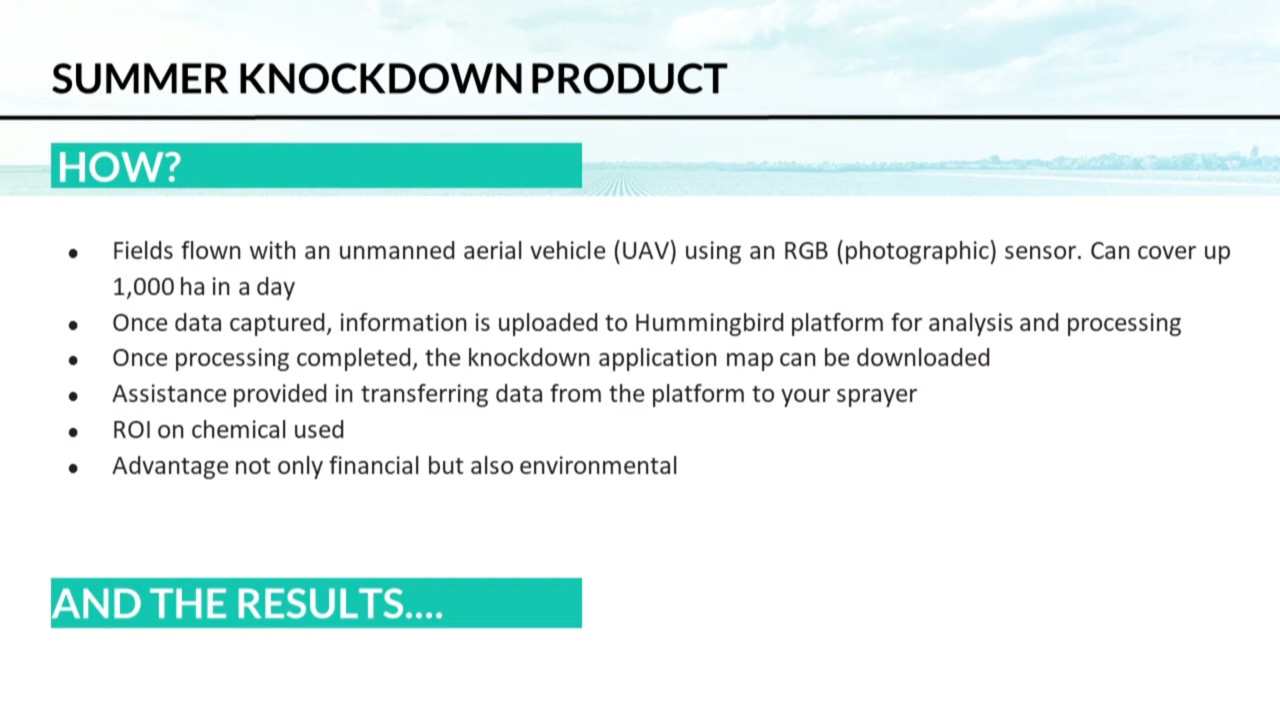 SUMMER KNOCKDOWN PRODUCT
HOW?
• Fields flown with an unmanned aerial vehicle (UAV) using an RGB (photographic) sensor. Can cover up
1,000 ha in a day
• Once data captured, information is uploaded to Hummingbird platform for analysis and processing
• Once processing completed, the knockdown application map can be downloaded
• Assistance provided in transferring data from the platform to your sprayer
• ROI on chemical used
• Advantage not only financial but also environmental
AND THE RESULTS....